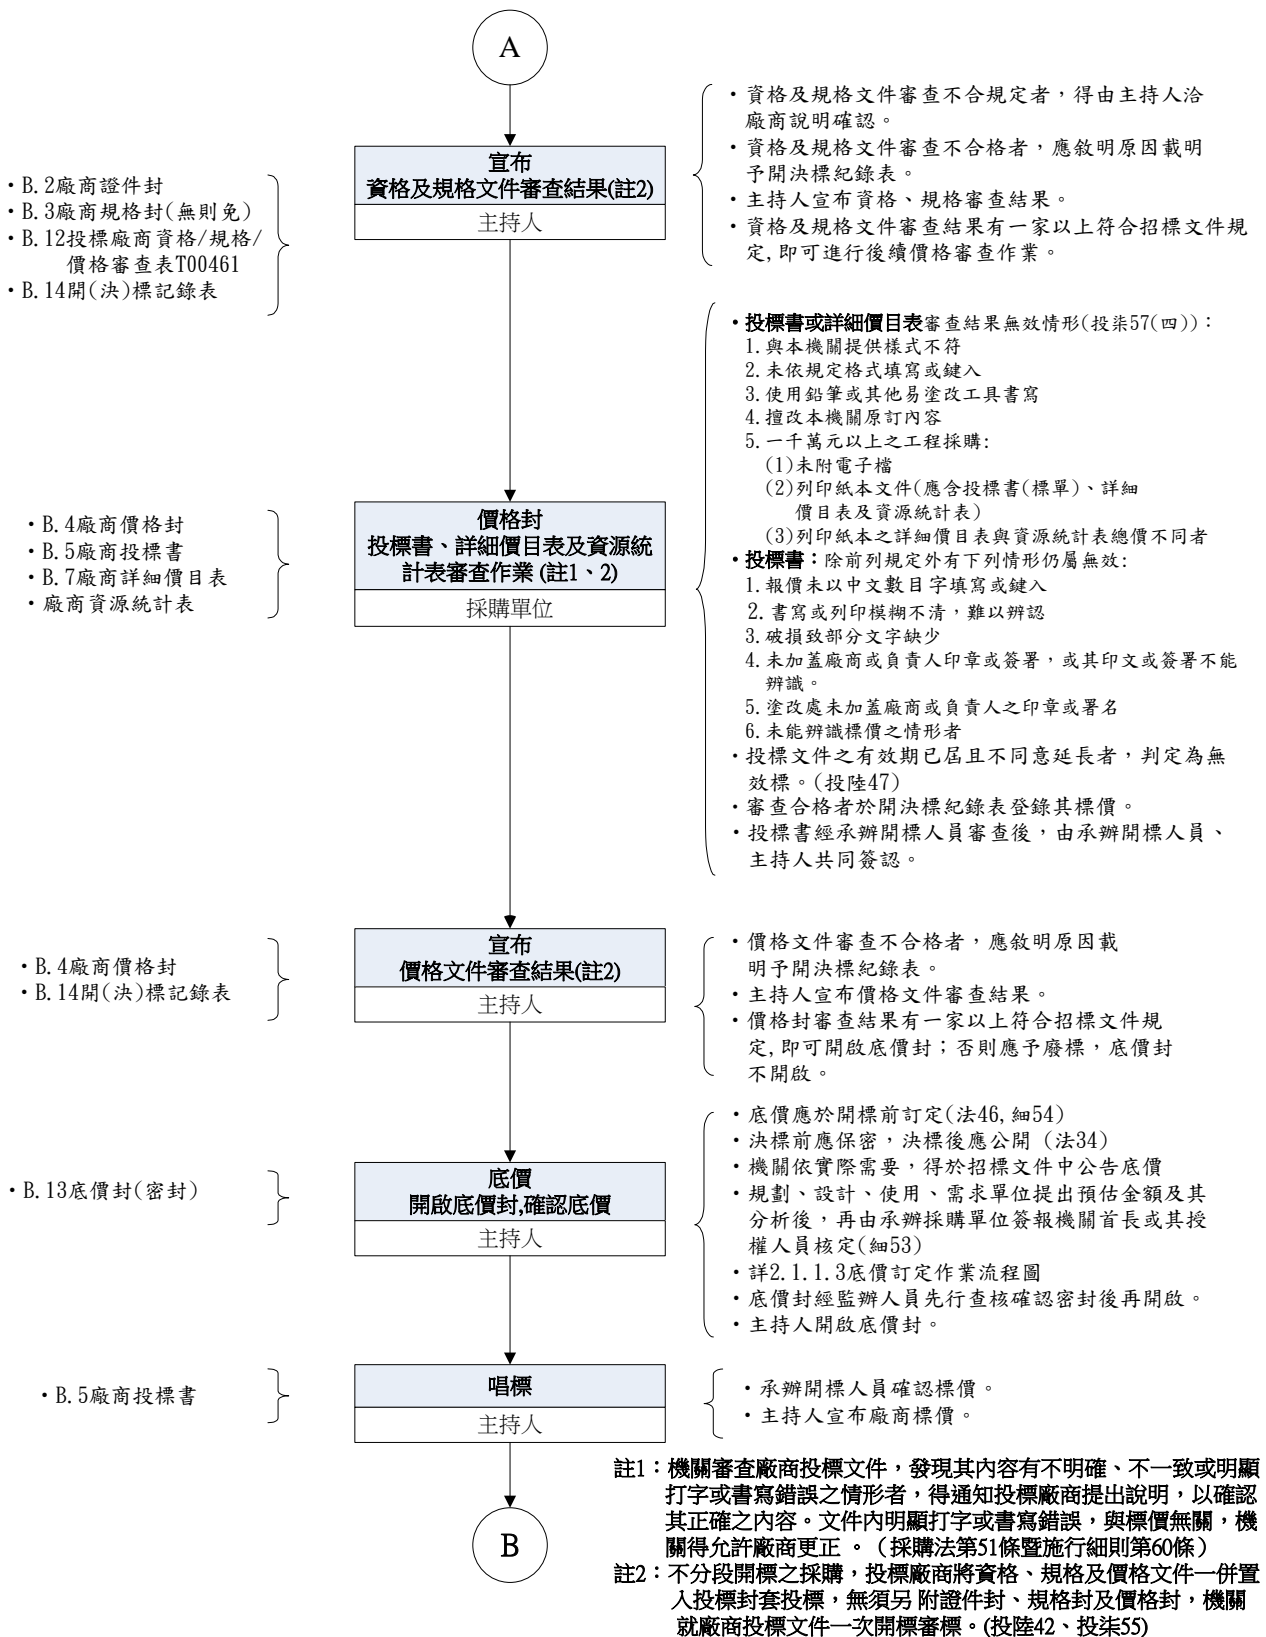 A
・B.2廠商證件封
・B.3廠商規格封(無則免)
・B.12投標廠商資格/規格/
價格審查表T00461
・B.14開(決)標記錄表
宣布
資格及規格文件審查結果(註2)
主持人
・資格及規格文件審查不合規定者，得由主持人洽
廠商說明確認。
・資格及規格文件審查不合格者，應敘明原因載明
予開決標紀錄表。
・主持人宣布資格、規格審查結果。
・資格及規格文件審查結果有一家以上符合招標文件規
定,即可進行後續價格審查作業。
・B.4廠商價格封
・B.5廠商投標書
・B.7廠商詳細價目表
・廠商資源統計表
價格封
投標書、詳細價目表及資源統
計表審查作業 (註1、2)
採購單位
・投標書或詳細價目表審查結果無效情形(投柒57(四))：
1.與本機關提供樣式不符
2.未依規定格式填寫或鍵入
3.使用鉛筆或其他易塗改工具書寫
4.擅改本機關原訂內容
5.一千萬元以上之工程採購:
(1)未附電子檔
(2)列印紙本文件(應含投標書(標單)、詳細
價目表及資源統計表)
(3)列印紙本之詳細價目表與資源統計表總價不同者
・投標書：除前列規定外有下列情形仍屬無效:
1.報價未以中文數目字填寫或鍵入
2.書寫或列印模糊不清，難以辨認
3.破損致部分文字缺少
4.未加蓋廠商或負責人印章或簽署，或其印文或簽署不能
辨識。
5.塗改處未加蓋廠商或負責人之印章或署名
6.未能辨識標價之情形者
・投標文件之有效期已屆且不同意延長者，判定為無
效標。(投陸47)
・審查合格者於開決標紀錄表登錄其標價。
・投標書經承辦開標人員審查後，由承辦開標人員、
主持人共同簽認。
・B.4廠商價格封
・B.14開(決)標記錄表
宣布
價格文件審查結果(註2)
主持人
・價格文件審查不合格者，應敘明原因載
明予開決標紀錄表。
・主持人宣布價格文件審查結果。
・價格封審查結果有一家以上符合招標文件規
定,即可開啟底價封；否則應予廢標，底價封
不開啟。
・B.13底價封(密封)
底價
開啟底價封,確認底價
主持人
・底價應於開標前訂定(法46,細54)
・決標前應保密，決標後應公開 (法34)
・機關依實際需要，得於招標文件中公告底價
・規劃、設計、使用、需求單位提出預估金額及其
分析後，再由承辦採購單位簽報機關首長或其授
權人員核定(細53)
・詳2.1.1.3底價訂定作業流程圖
・底價封經監辦人員先行查核確認密封後再開啟。
・主持人開啟底價封。
・B.5廠商投標書
唱標
主持人
・承辦開標人員確認標價。
・主持人宣布廠商標價。
B
註1：機關審查廠商投標文件，發現其內容有不明確、不一致或明顯
打字或書寫錯誤之情形者，得通知投標廠商提出說明，以確認
其正確之內容。文件內明顯打字或書寫錯誤，與標價無關，機
關得允許廠商更正 。（採購法第51條暨施行細則第60條）
註2：不分段開標之採購，投標廠商將資格、規格及價格文件一併置
入投標封套投標，無須另 附證件封、規格封及價格封，機關
就廠商投標文件一次開標審標。(投陸42、投柒55)